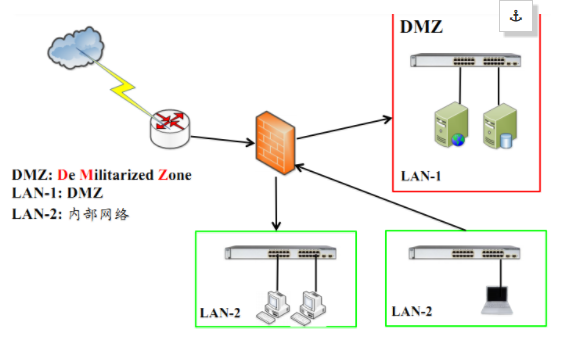 DMZ
LAN-1
DMZ: De Militarized Zone
LAN-1: DMZ
LAN-2: 内部网络
LAN-2
LAN-2